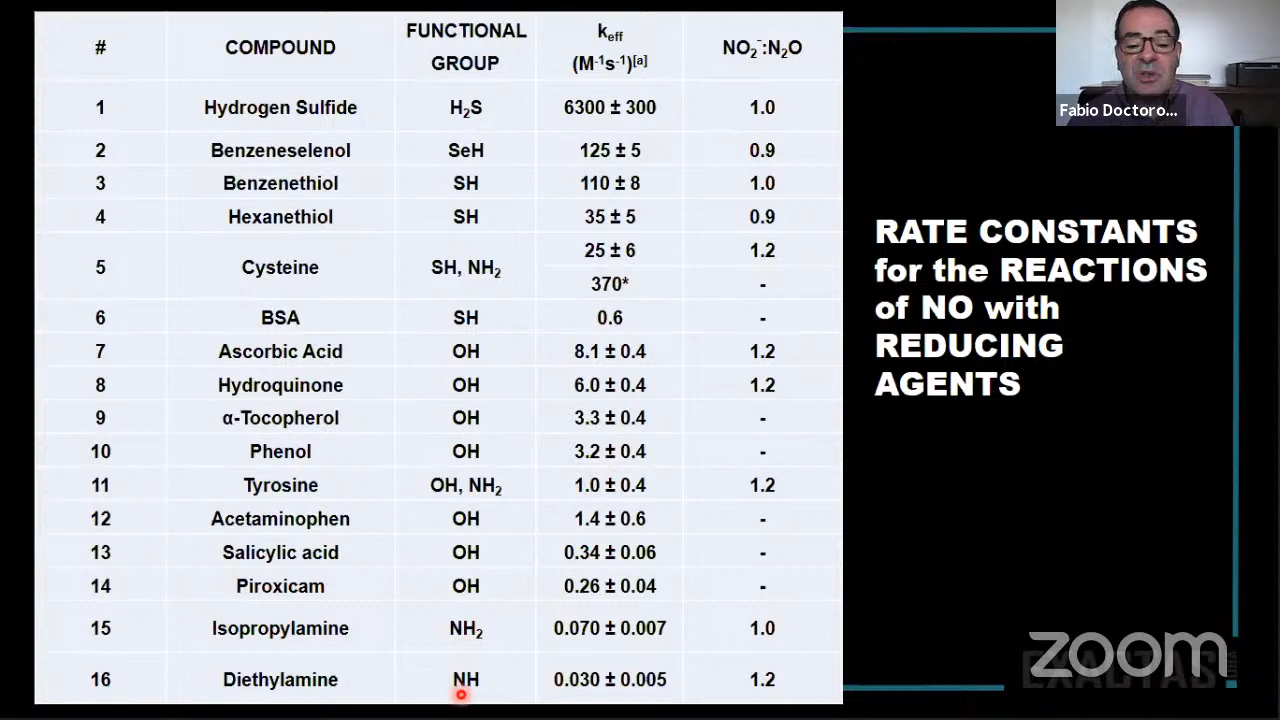 # COMPOUND FUNCTIONAL GROUP k_eff (M⁻¹s⁻¹)[a] NO₂⁻:N₂O
1 Hydrogen Sulfide H₂S 6300 ± 300 1.0
2 Benzeneselenol SeH 125 ± 5 0.9
3 Benzenethiol SH 110 ± 8 1.0
4 Hexanethiol SH 35 ± 5 0.9
5 Cysteine SH, NH₂ 25 ± 6 1.2
370* -
6 BSA SH 0.6 -
7 Ascorbic Acid OH 8.1 ± 0.4 1.2
8 Hydroquinone OH 6.0 ± 0.4 1.2
9 α-Tocopherol OH 3.3 ± 0.4 -
10 Phenol OH 3.2 ± 0.4 -
11 Tyrosine OH, NH₂ 1.0 ± 0.4 1.2
12 Acetaminophen OH 1.4 ± 0.6 -
13 Salicylic acid OH 0.34 ± 0.06 -
14 Piroxicam OH 0.26 ± 0.04 -
15 Isopropylamine NH₂ 0.070 ± 0.007 1.0
16 Diethylamine NH 0.030 ± 0.005 1.2
Fabio Doctoro...
RATE CONSTANTS
for the REACTIONS
of NO with
REDUCING
AGENTS
zoom
EXACTAS